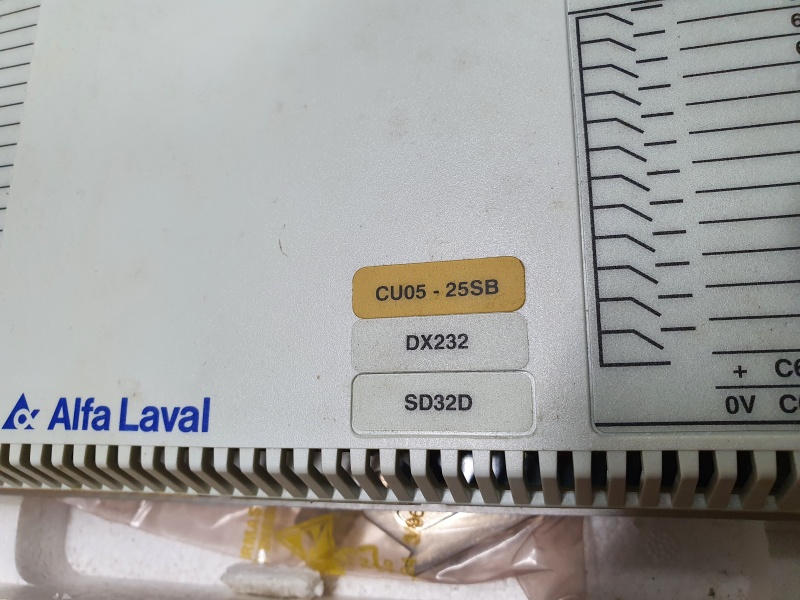 CU05 - 25SB
DX232
SD32D
Alfa Laval
+
0V